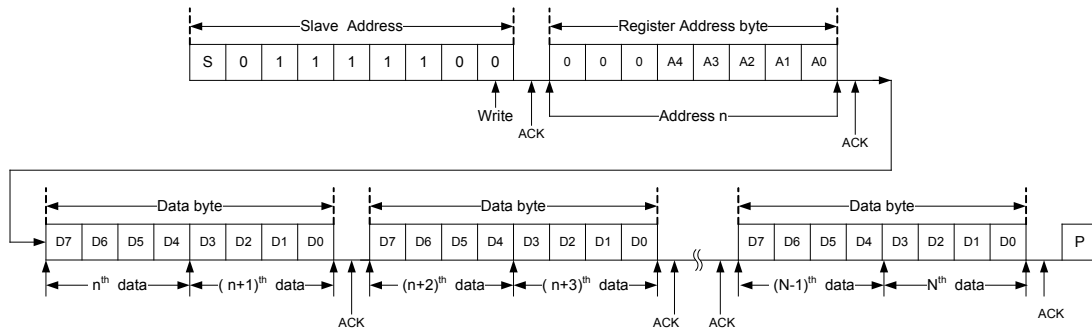 Slave Address Register Address byte
S 0 1 1 1 1 1 0 0 0 0 0 A4 A3 A2 A1 A0
Write ACK Address n ACK
Data byte Data byte Data byte
D7 D6 D5 D4 D3 D2 D1 D0 D7 D6 D5 D4 D3 D2 D1 D0 D7 D6 D5 D4 D3 D2 D1 D0 P
nth data ( n+1)th data (n+2)th data ( n+3)th data (N-1)th data Nth data
ACK ACK ACK ACK